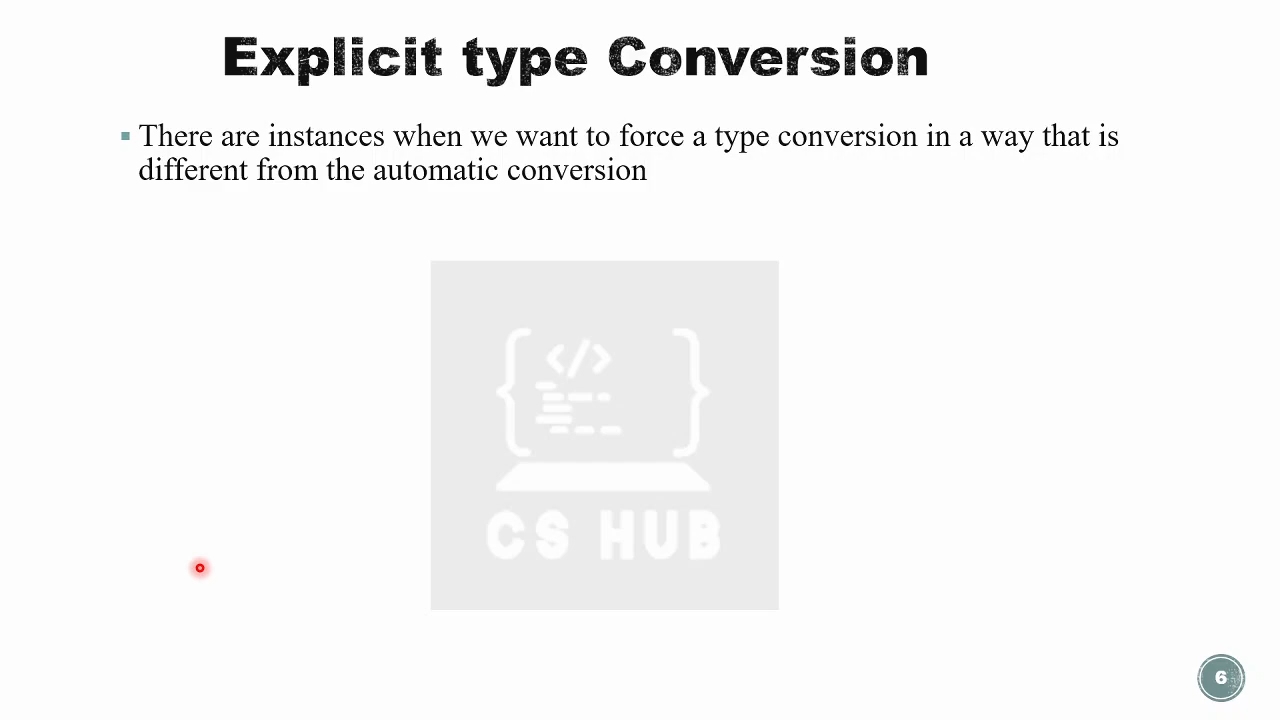 Explicit type Conversion
There are instances when we want to force a type conversion in a way that is
different from the automatic conversion
</>
CS HUB
6